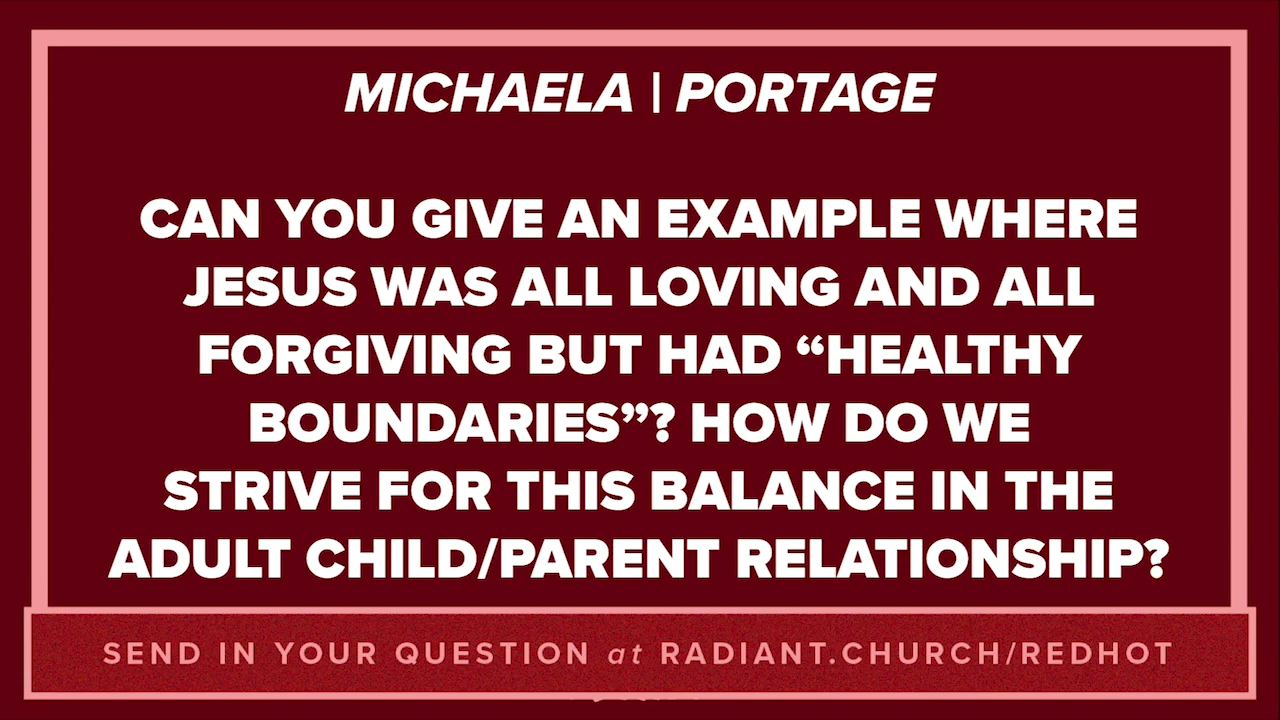 MICHAELA | PORTAGE
CAN YOU GIVE AN EXAMPLE WHERE
JESUS WAS ALL LOVING AND ALL
FORGIVING BUT HAD “HEALTHY
BOUNDARIES”? HOW DO WE
STRIVE FOR THIS BALANCE IN THE
ADULT CHILD/PARENT RELATIONSHIP?
SEND IN YOUR QUESTION at RADIANT.CHURCH/REDHOT